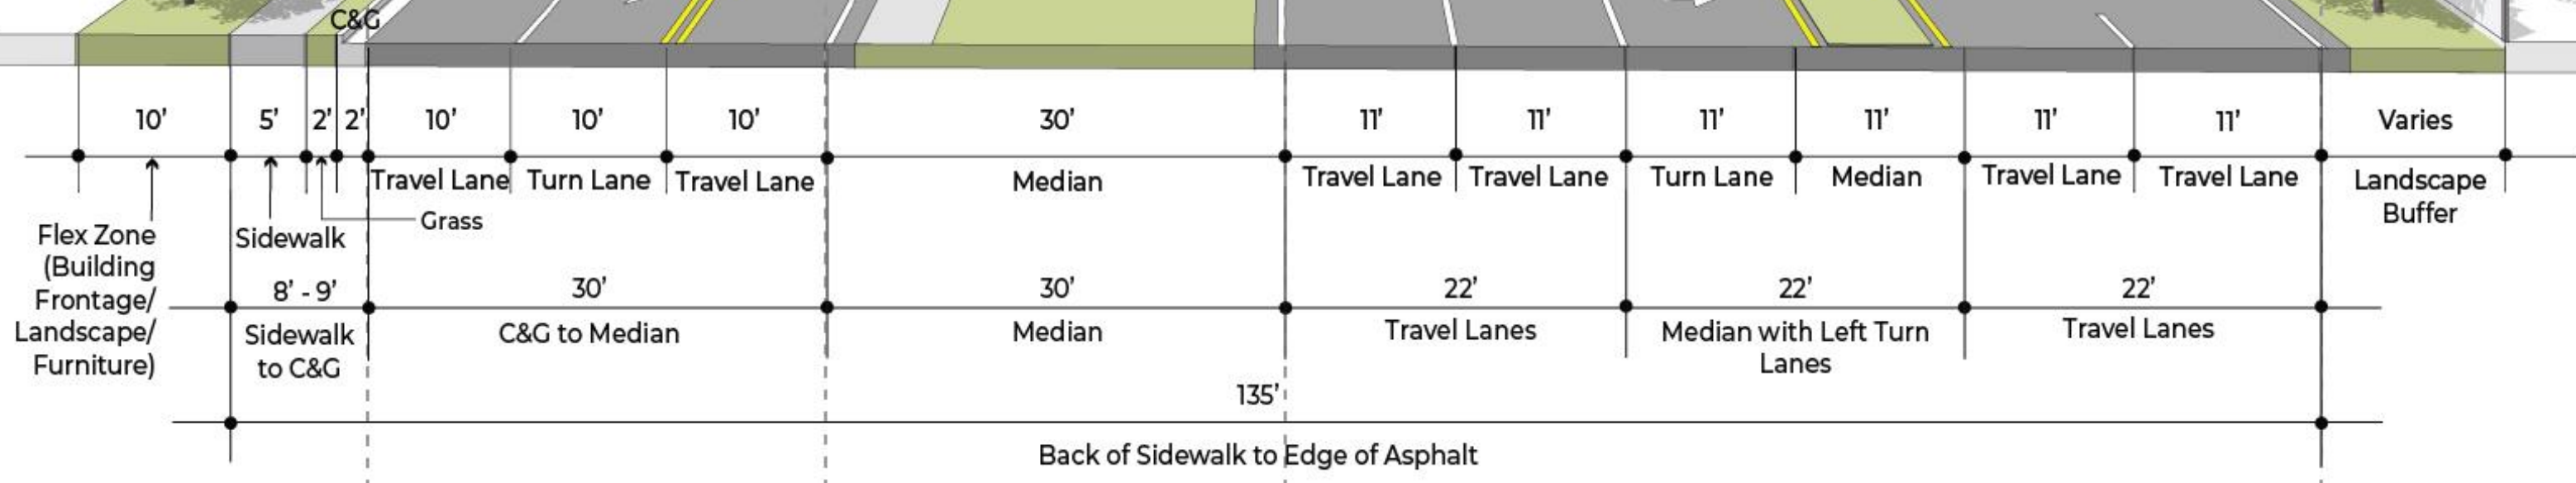 C&G
10’ 5’ 2’ 2’ 10’ 10’ 10’ 30’ 11’ 11’ 11’ 11’ 11’ 11’ Varies
Travel Lane Turn Lane Travel Lane Median Travel Lane Travel Lane Turn Lane Median Travel Lane Travel Lane Landscape
Buffer
Grass
Flex Zone
(Building
Frontage/
Landscape/
Furniture)
Sidewalk
8’ - 9’ 30’ 30’ 22’ 22’ 22’
Sidewalk
to C&G
C&G to Median
Median
Travel Lanes
Median with Left Turn
Lanes
Travel Lanes
135’
Back of Sidewalk to Edge of Asphalt